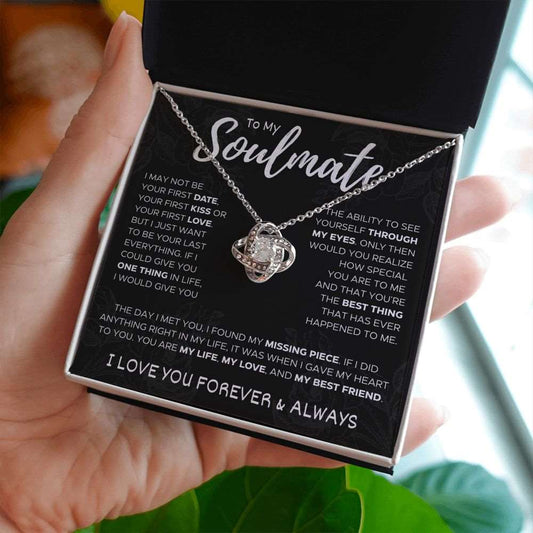 To My
Soulmate
I MAY NOT BE
YOUR FIRST DATE,
YOUR FIRST KISS OR
YOUR FIRST LOVE.
BUT I JUST WANT
TO BE YOUR LAST
EVERYTHING. IF I
COULD GIVE YOU
ONE THING IN LIFE,
I WOULD GIVE YOU
THE ABILITY TO SEE
YOURSELF THROUGH
MY EYES. ONLY THEN
WOULD YOU REALIZE
HOW SPECIAL
YOU ARE TO ME
AND THAT YOU'RE
THE BEST THING
THAT HAS EVER
HAPPENED TO ME.
THE DAY I MET YOU, I FOUND MY MISSING PIECE. IF I DID
ANYTHING RIGHT IN MY LIFE, IT WAS WHEN I GAVE MY HEART
TO YOU. YOU ARE MY LIFE, MY LOVE, AND MY BEST FRIEND.
I LOVE YOU FOREVER & ALWAYS